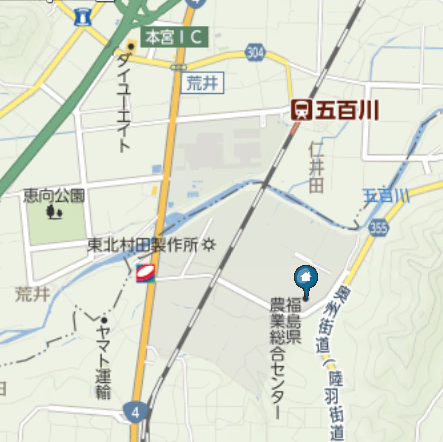 4
本宮IC
304
ダイユーエイト
荒井
五百川
仁井田
恵向公園
五百川
355
東北村田製作所
荒井
福島県
農業総合センター
奥州街道(陸羽街道
ヤマト運輸
4
田